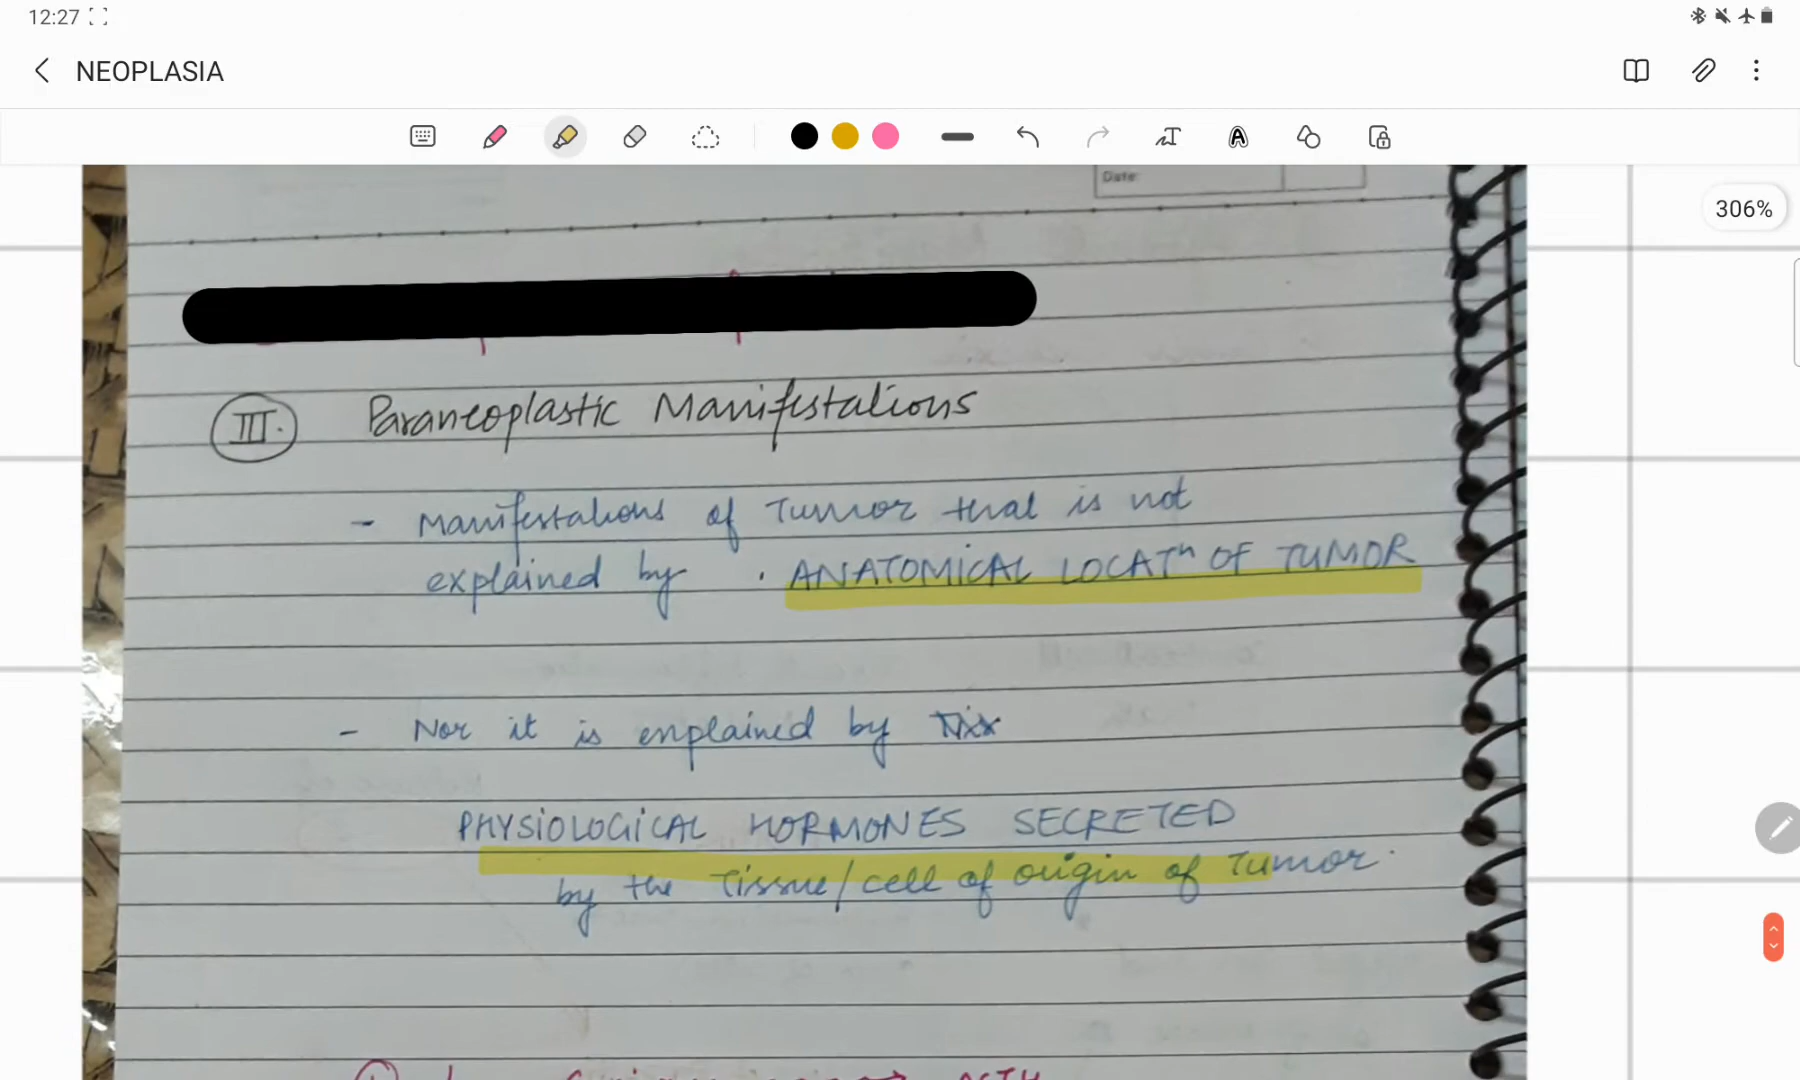 12:27
NEOPLASIA
Date:
306%
III. Paraneoplastic Manifestations
- Manifestations of Tumor that is not
explained by . ANATOMICAL LOCATn OF TUMOR
- Nor it is enplained by
PHYSIOLOGICAL HORMONES SECRETED
by the Tissue/cell of origin of Tumor.